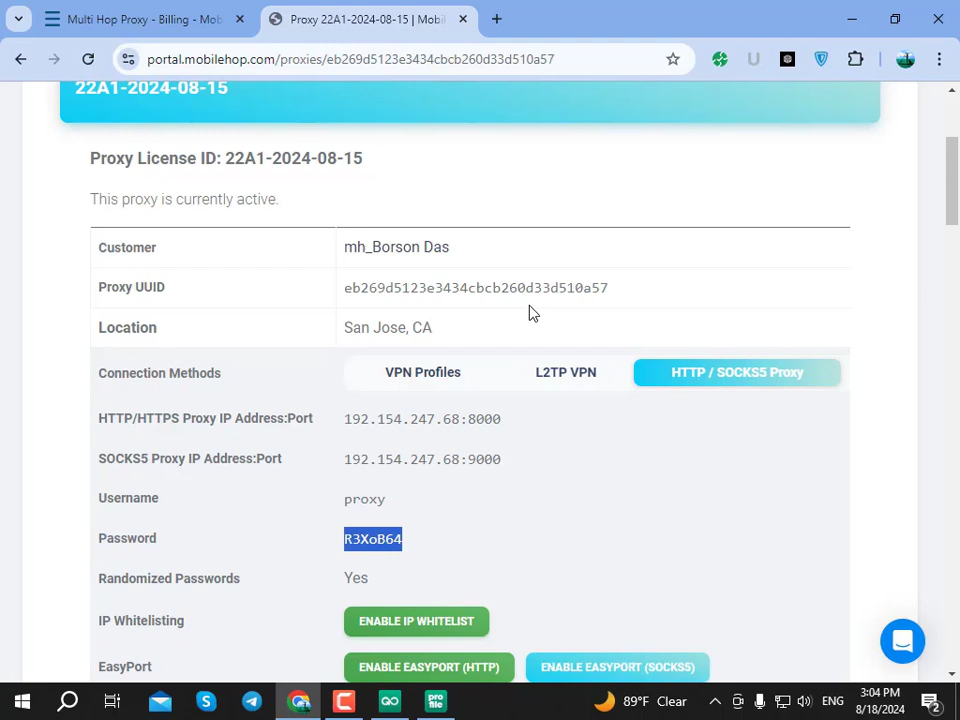 Multi Hop Proxy - Billing - Mob
Proxy 22A1-2024-08-15 | Mobil
portal.mobilehop.com/proxies/eb269d5123e3434cbcb260d33d510a57
22A1-2024-08-15
Proxy License ID: 22A1-2024-08-15
This proxy is currently active.
Customer mh_Borson Das
Proxy UUID eb269d5123e3434cbcb260d33d510a57
Location San Jose, CA
Connection Methods VPN Profiles L2TP VPN HTTP / SOCKS5 Proxy
HTTP/HTTPS Proxy IP Address:Port 192.154.247.68:8000
SOCKS5 Proxy IP Address:Port 192.154.247.68:9000
Username proxy
Password R3XoB64
Randomized Passwords Yes
IP Whitelisting ENABLE IP WHITELIST
EasyPort ENABLE EASYPORT (HTTP) ENABLE EASYPORT (SOCKS5)
pro
file
89°F Clear
ENG
3:04 PM
8/18/2024
2